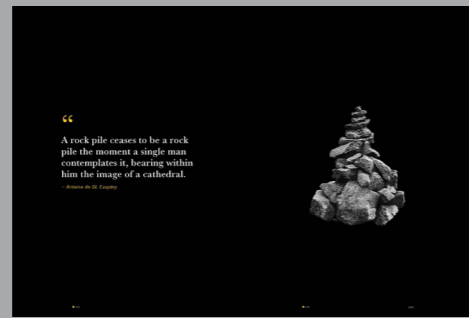 “
A rock pile ceases to be a rock
pile the moment a single man
contemplates it, bearing within
him the image of a cathedral.
— Antoine de St. Exupéry